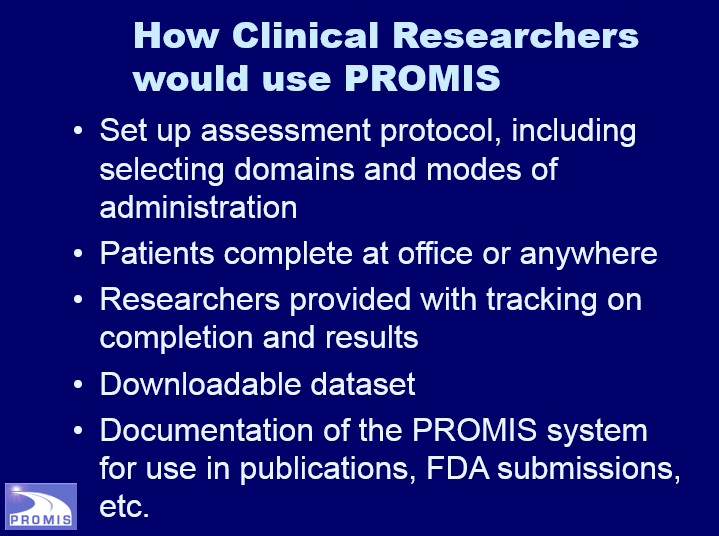 How Clinical Researchers
would use PROMIS
• Set up assessment protocol, including
selecting domains and modes of
administration
• Patients complete at office or anywhere
• Researchers provided with tracking on
completion and results
• Downloadable dataset
• Documentation of the PROMIS system
for use in publications, FDA submissions,
etc.
PROMIS